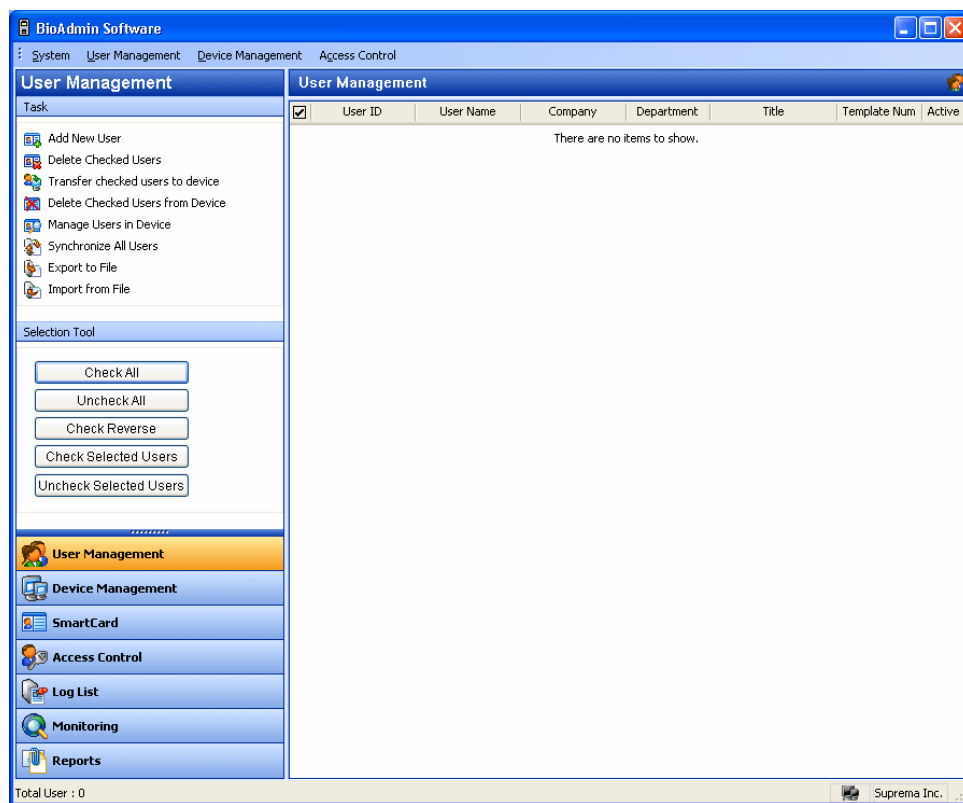 BioAdmin Software
System User Management Device Management Access Control
User Management
Task
Add New User
Delete Checked Users
Transfer checked users to device
Delete Checked Users from Device
Manage Users in Device
Synchronize All Users
Export to File
Import from File
Selection Tool
Check All
Uncheck All
Check Reverse
Check Selected Users
Uncheck Selected Users
User Management
Device Management
SmartCard
Access Control
Log List
Monitoring
Reports
User Management
User ID User Name Company Department Title Template Num Active
There are no items to show.
Total User : 0
Suprema Inc.